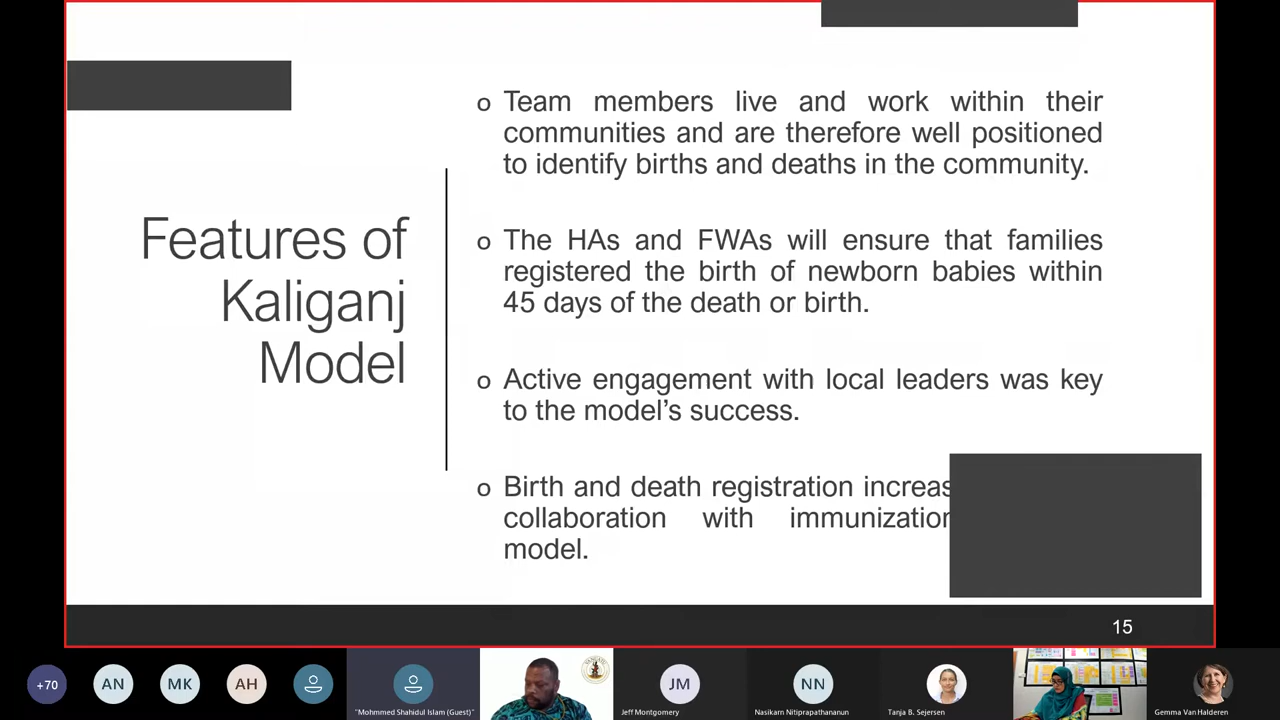 Features of
Kaliganj
Model
o Team members live and work within their
communities and are therefore well positioned
to identify births and deaths in the community.
o The HAs and FWAs will ensure that families
registered the birth of newborn babies within
45 days of the death or birth.
o Active engagement with local leaders was key
to the model’s success.
o Birth and death registration increas
collaboration with immunization
model.
15
+70
AN
MK
AH
"Mohmmed Shahidul Islam (Guest)"
JM
Jeff Montgomery
NN
Nasikarn Nitiprapathananun
Tanja B. Sejersen
Gemma Van Halderen